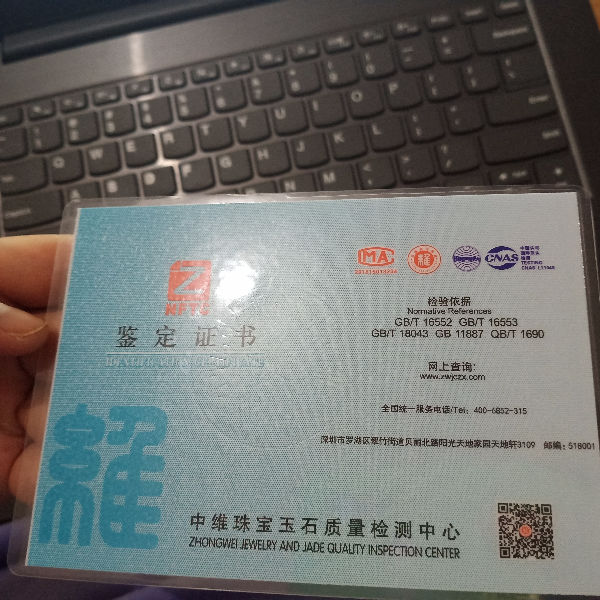 MA
CNAS
TESTING
Z
检验依据
Normative References
GB/T 16552 GB/T 16553
GB/T 18043 GB 11887 QB/T 1690
鉴定证书
网上查询:
www.zwjczx.com
全国统一服务电话/Tel: 400-6852-315
深圳市罗湖区翠竹街道贝丽北路阳光天地家园天地轩3109 邮编: 518001
中维珠宝玉石质量检测中心
ZHONGWEI JEWELRY AND JADE QUALITY INSPECTION CENTER